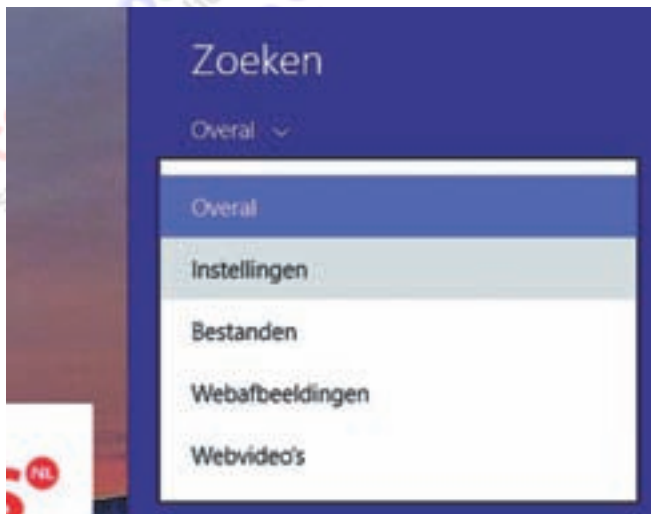 Zoeken
Overal
Overal
Instellingen
Bestanden
Webafbeeldingen
Webvideo's
NL